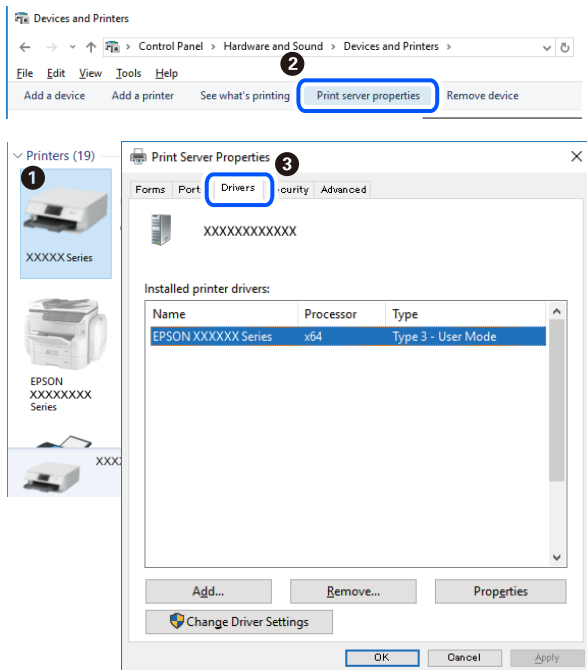 Devices and Printers
Control Panel > Hardware and Sound > Devices and Printers >
2
File Edit View Tools Help
Add a device Add a printer See what's printing Print server properties Remove device
Printers (19)
1
XXXXX Series
EPSON
XXXXXXXX
Series
XXX
Print Server Properties
3
Forms Port Drivers curity Advanced
XXXXXXXXXXXX
Installed printer drivers:
Name Processor Type
EPSON XXXXXX Series x64 Type 3 - User Mode
Add... Remove... Properties
Change Driver Settings
OK Cancel Apply